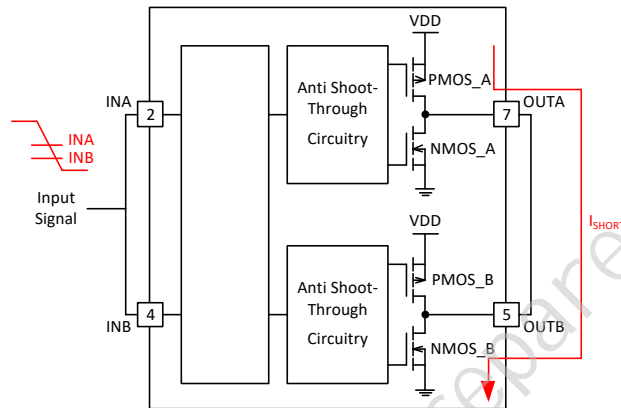 VDD
PMOS_A
Anti Shoot-
Through
Circuitry
INA
2
7
OUTA
NMOS_A
INA
INB
Input
Signal
VDD
I_SHORT
PMOS_B
Anti Shoot-
Through
Circuitry
4
INB
5
OUTB
NMOS_B